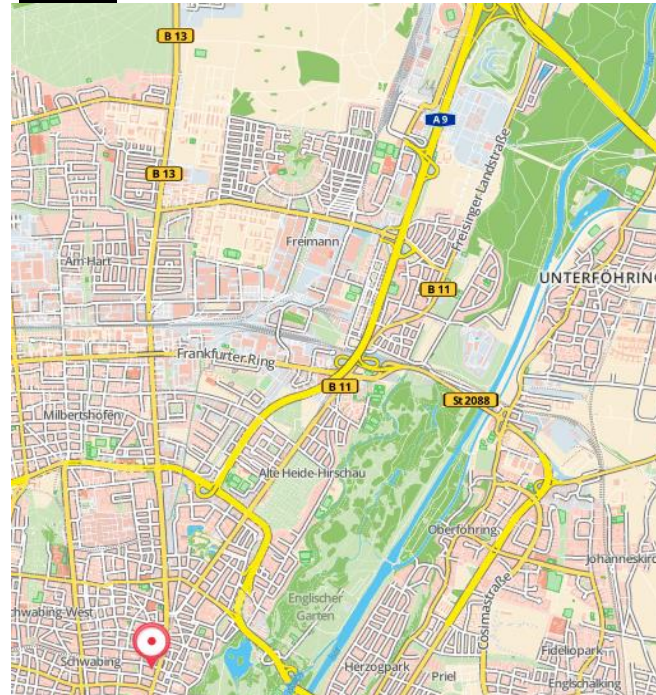 B 13
A 9
Freisinger Landstraße
B 13
Freimann
Am Hart
UNTERFÖHRING
B 11
Frankfurter Ring
B 11
St 2088
Milbertshofen
Alte Heide-Hirschau
Oberföhring
Johanneskirc
Englischer
Garten
Cosimastraße
chwabing-West
Schwabing
Fideliopark
Herzogpark
Priel
Englschalking